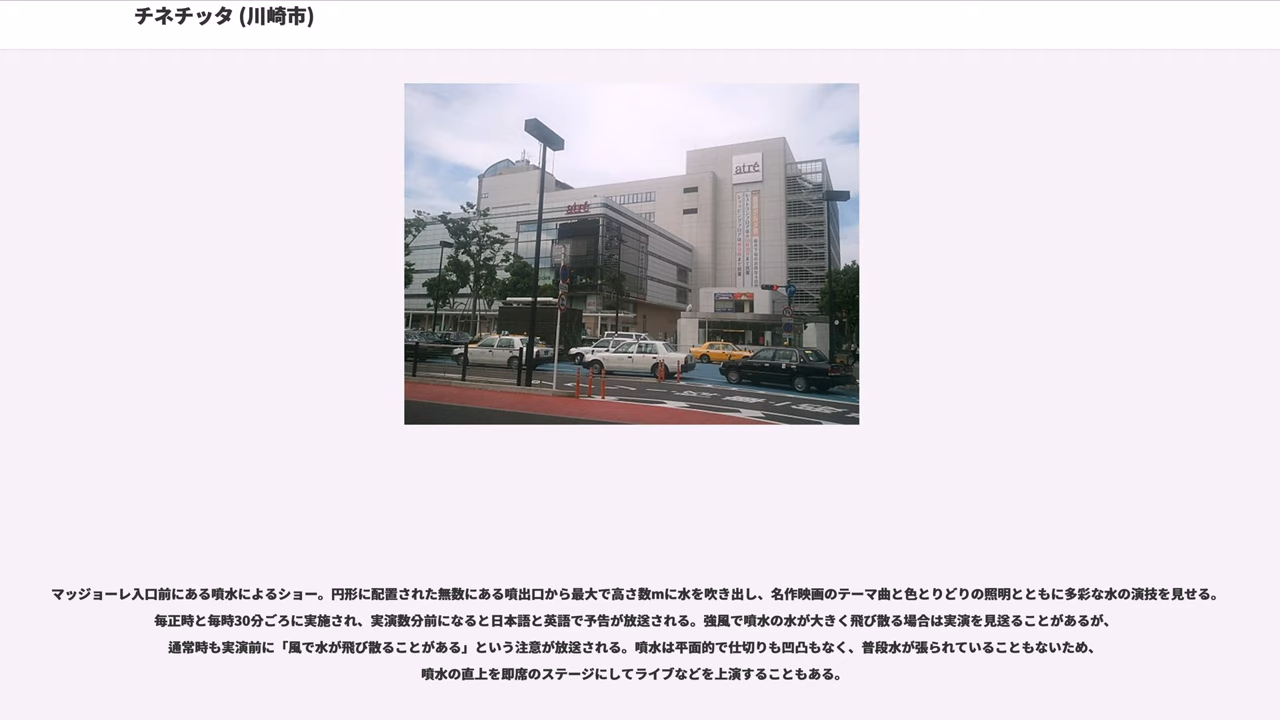 チネチッタ (川崎市)
atré
atré
マッジョーレ入口前にある噴水によるショー。円形に配置された無数にある噴出口から最大で高さ数mに水を吹き出し、名作映画のテーマ曲と色とりどりの照明とともに多彩な水の演技を見せる。
毎正時と毎時30分ごろに実施され、実演数分前になると日本語と英語で予告が放送される。強風で噴水の水が大きく飛び散る場合は実演を見送ることがあるが、
通常時も実演前に「風で水が飛び散ることがある」という注意が放送される。噴水は平面的で仕切りも凹凸もなく、普段水が張られていることもないため、
噴水の直上を即席のステージにしてライブなどを上演することもある。